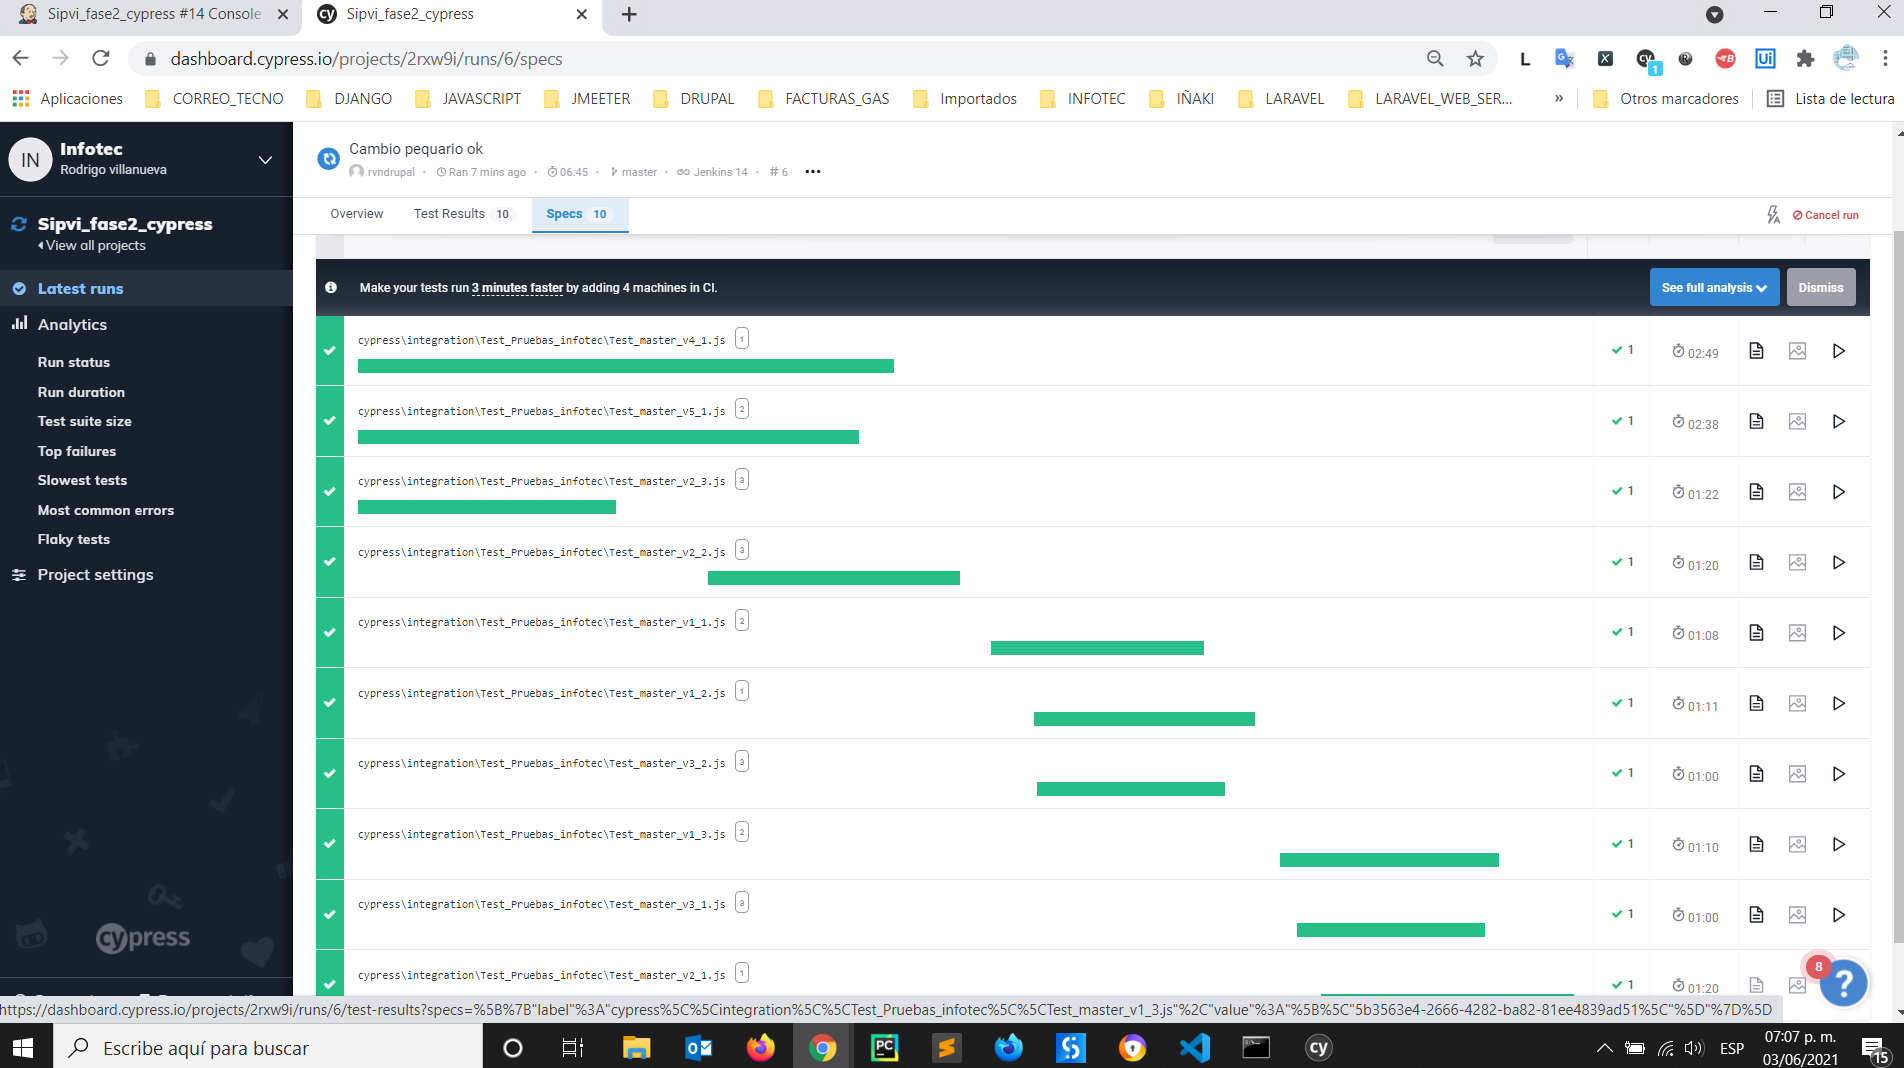 Sipvi_fase2_cypress #14 Console
Sipvi_fase2_cypress
dashboard.cypress.io/projects/2rxw9i/runs/6/specs
Aplicaciones
CORREO_TECNO
DJANGO
JAVASCRIPT
JMEETER
DRUPAL
FACTURAS_GAS
Importados
INFOTEC
IÑAKI
LARAVEL
LARAVEL_WEB_SER...
»
Otros marcadores
Lista de lectura
IN
Infotec
Rodrigo villanueva
Sipvi_fase2_cypress
View all projects
Latest runs
Analytics
Run status
Run duration
Test suite size
Top failures
Slowest tests
Most common errors
Flaky tests
Project settings
cypress
Cambio pequario ok
rvndrupal • Ran 7 mins ago • 06:45 • master • Jenkins 14 • # 6 •••
Overview
Test Results 10
Specs 10
Cancel run
Make your tests run 3 minutes faster by adding 4 machines in CI.
See full analysis
Dismiss
cypress\integration\Test_Pruebas_infotec\Test_master_v4_1.js 1
1 02:49
cypress\integration\Test_Pruebas_infotec\Test_master_v5_1.js 2
1 02:38
cypress\integration\Test_Pruebas_infotec\Test_master_v2_3.js 3
1 01:22
cypress\integration\Test_Pruebas_infotec\Test_master_v2_2.js 3
1 01:20
cypress\integration\Test_Pruebas_infotec\Test_master_v1_1.js 2
1 01:08
cypress\integration\Test_Pruebas_infotec\Test_master_v1_2.js 1
1 01:11
cypress\integration\Test_Pruebas_infotec\Test_master_v3_2.js 3
1 01:00
cypress\integration\Test_Pruebas_infotec\Test_master_v1_3.js 2
1 01:10
cypress\integration\Test_Pruebas_infotec\Test_master_v3_1.js 3
1 01:00
cypress\integration\Test_Pruebas_infotec\Test_master_v2_1.js 1
1 01:20
8
?
https://dashboard.cypress.io/projects/2rxw9i/runs/6/test-results?specs=%5B%7B"label"%3A"cypress%5C%5Cintegration%5C%5CTest_Pruebas_infotec%5C%5CTest_master_v1_3.js"%2C"value"%3A"%5B%5C"5b3563e4-2666-4282-ba82-81ee4839ad51%5C"%5D"%7D%5D
Escribe aquí para buscar
ESP
07:07 p. m.
03/06/2021
15